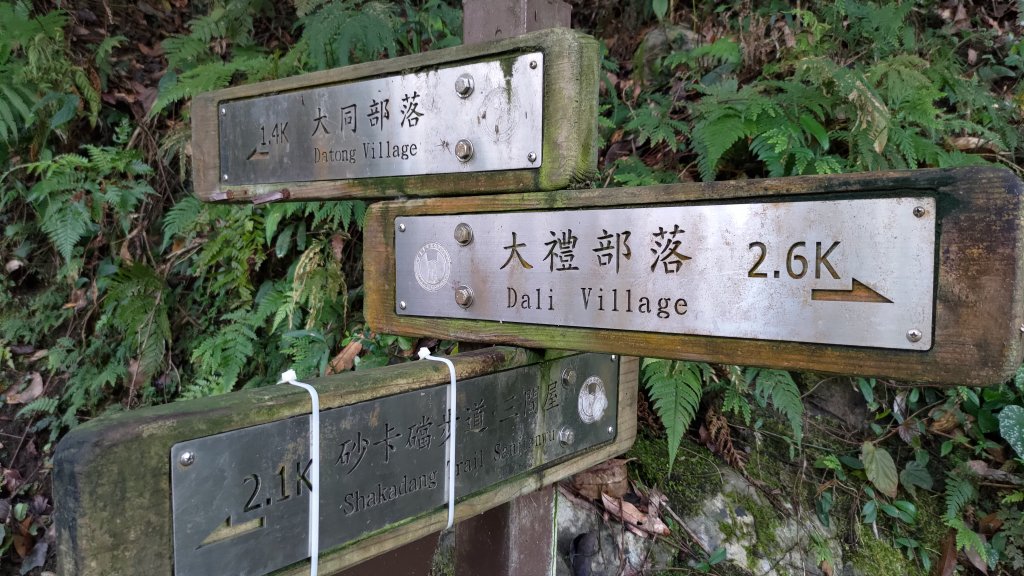 1.4K 大同部落
Datong Village
大禮部落 2.6K
Dali Village
2.1K 砂卡礑步道 三間屋
Shakadang Trail